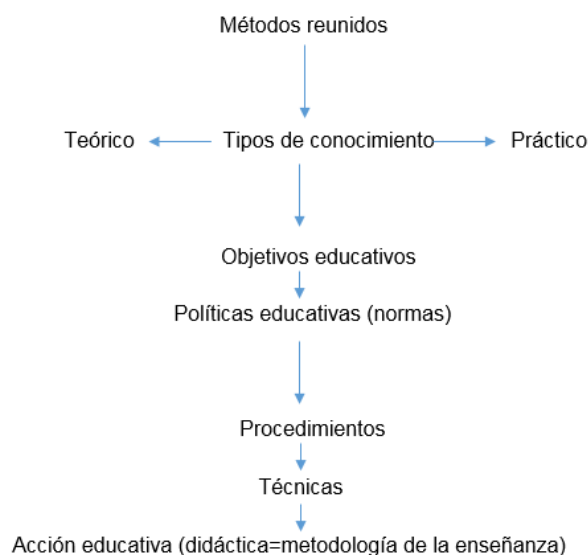 Métodos reunidos
Teórico Tipos de conocimiento Práctico
Objetivos educativos
Políticas educativas (normas)
Procedimientos
Técnicas
Acción educativa (didáctica=metodología de la enseñanza)